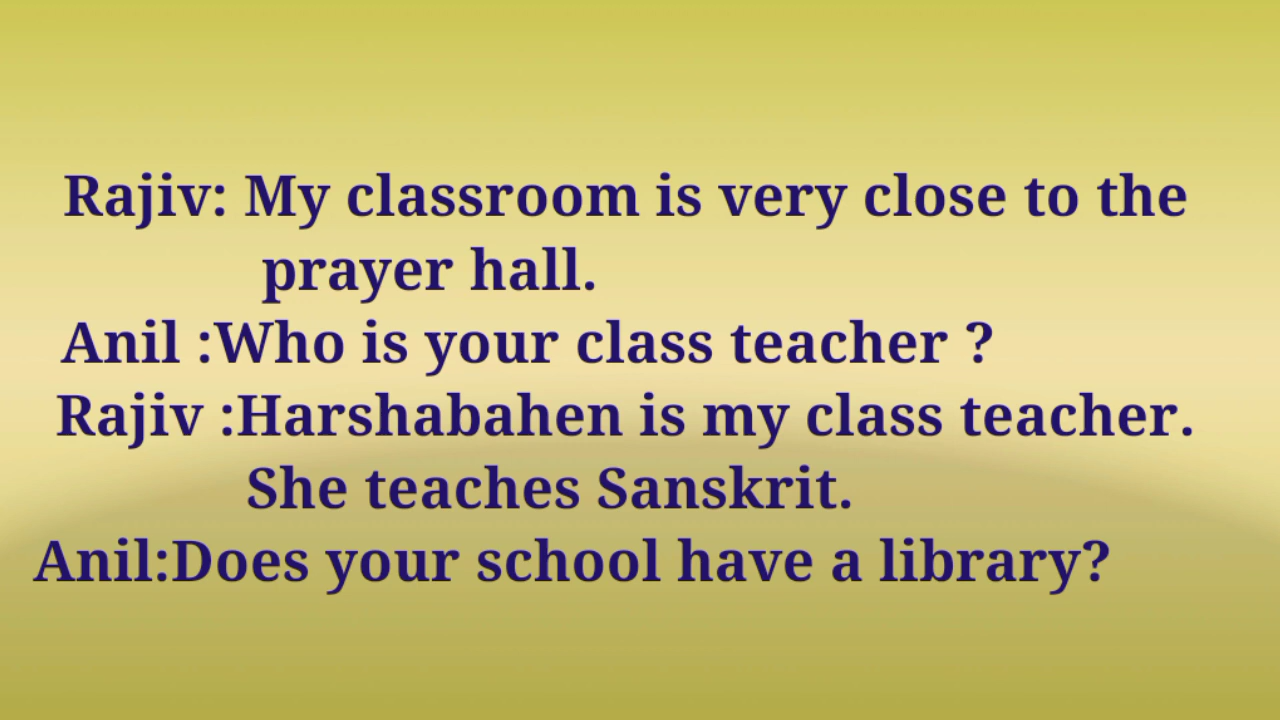 Rajiv: My classroom is very close to the
prayer hall.
Anil :Who is your class teacher ?
Rajiv :Harshabahen is my class teacher.
She teaches Sanskrit.
Anil:Does your school have a library?